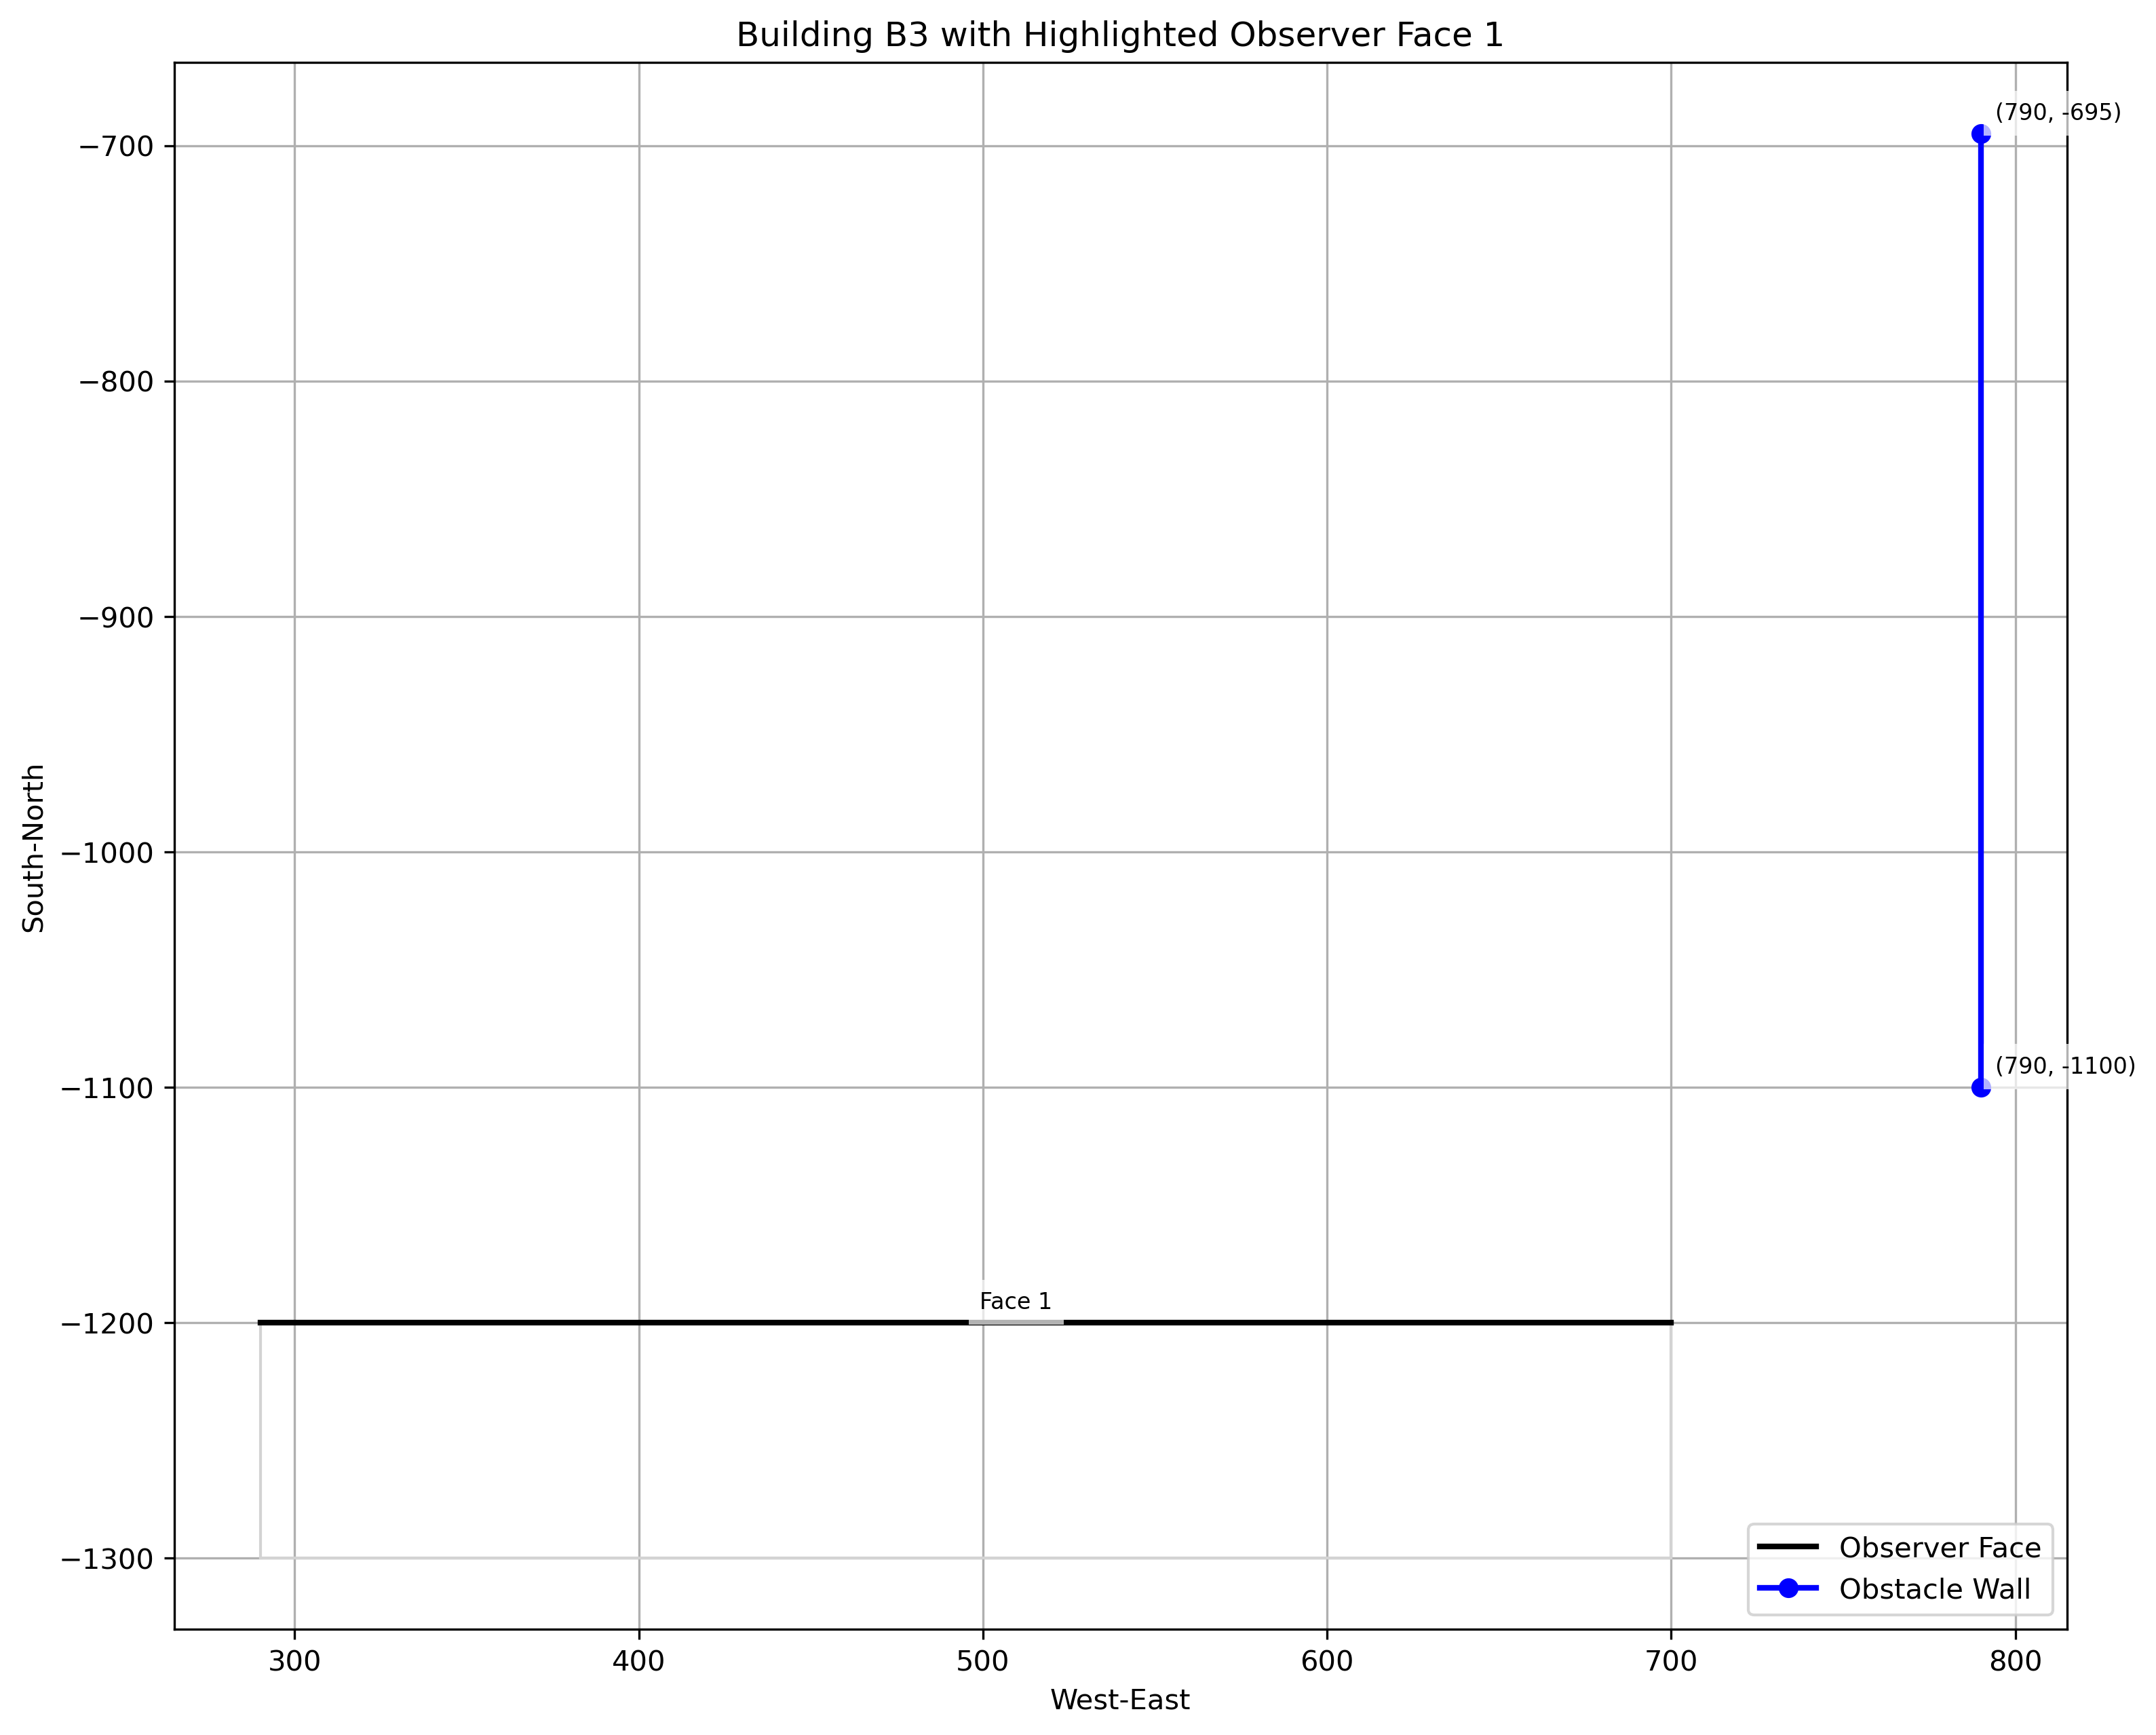 Building B3 with Highlighted Observer Face 1
(790, -695)
−700
−800
−900
−1000
(790, -1100)
−1100
Face 1
−1200
−1300
South-North
Observer Face
Obstacle Wall
300 400 500 600 700 800
West-East